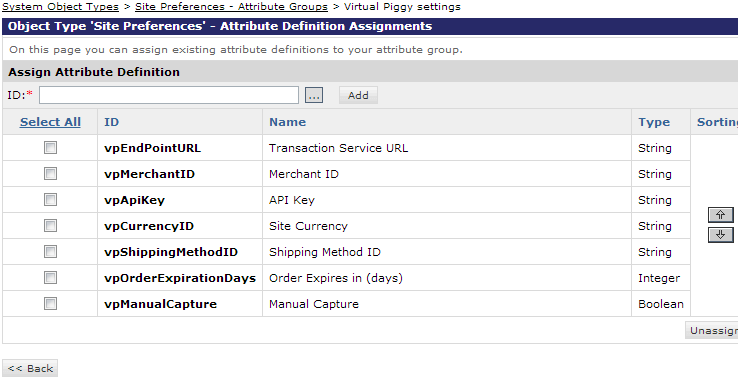 System Object Types > Site Preferences - Attribute Groups > Virtual Piggy settings
Object Type 'Site Preferences' - Attribute Definition Assignments
On this page you can assign existing attribute definitions to your attribute group.
Assign Attribute Definition
ID:* ... Add
Select All ID Name Type Sorting
vpEndPointURL Transaction Service URL String
vpMerchantID Merchant ID String
vpApiKey API Key String
vpCurrencyID Site Currency String
vpShippingMethodID Shipping Method ID String
vpOrderExpirationDays Order Expires in (days) Integer
vpManualCapture Manual Capture Boolean
Unassign
<< Back